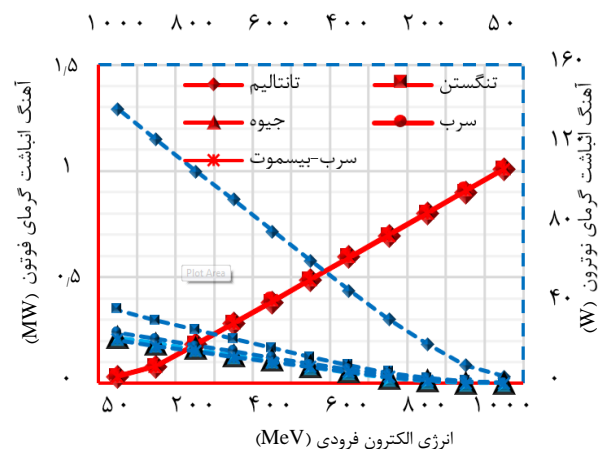 ۱۰۰۰ ۸۰۰ ۶۰۰ ۴۰۰ ۲۰۰ ۵۰
۱٫۵
۱
۰٫۵
۰
۱۶۰
۱۲۰
۸۰
۴۰
۰
آهنگ انباشت گرمای فوتون (MW)
آهنگ انباشت گرمای نوترون (W)
تانتالیم تنگستن
جیوه سرب
سرب-بیسموت
Plot Area
۵۰ ۲۰۰ ۴۰۰ ۶۰۰ ۸۰۰ ۱۰۰۰
انرژی الکترون فرودی (MeV)